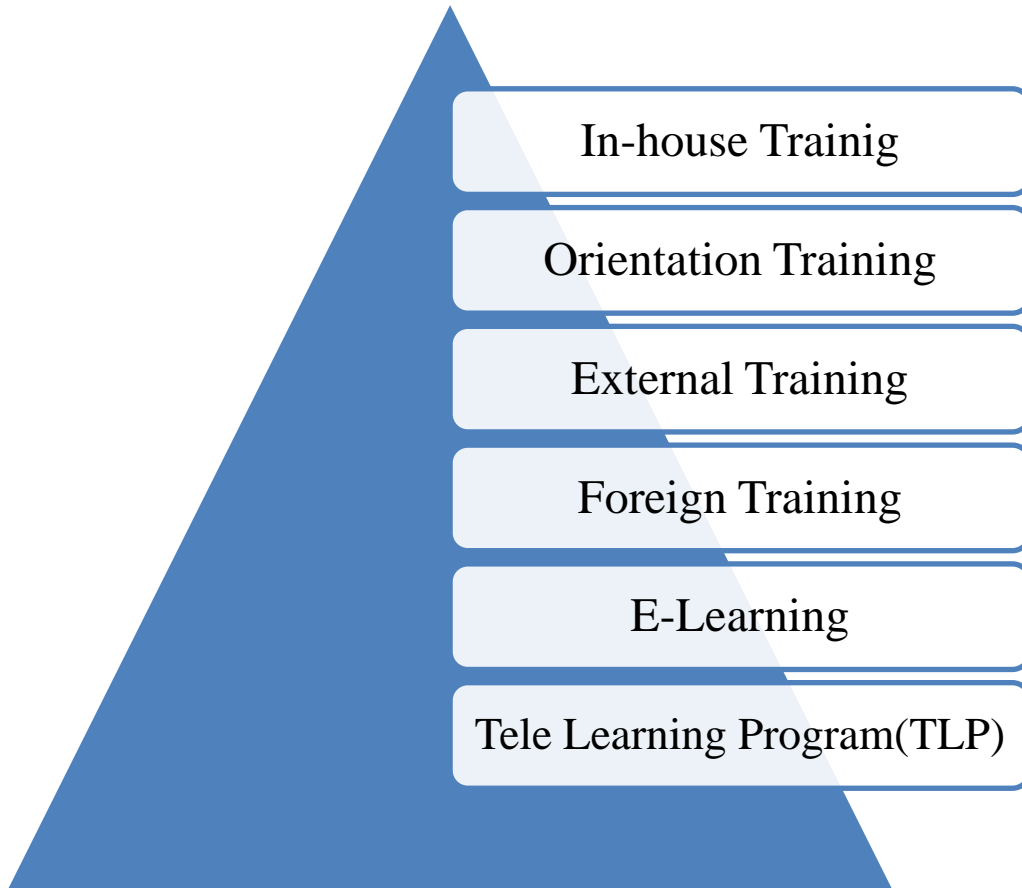 In-house Trainig
Orientation Training
External Training
Foreign Training
E-Learning
Tele Learning Program(TLP)